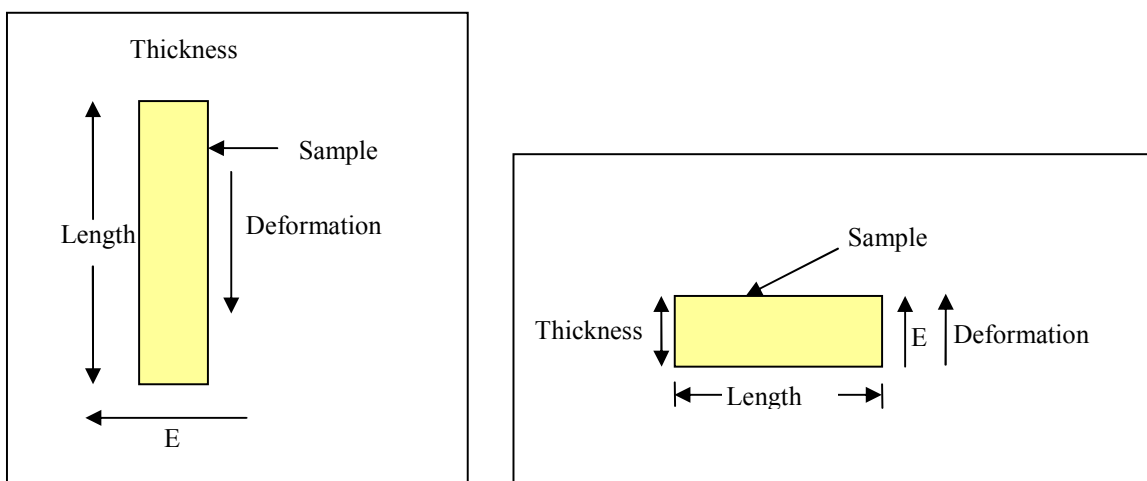 Thickness
Sample
Deformation
Length
E
Sample
Thickness
E
Deformation
Length